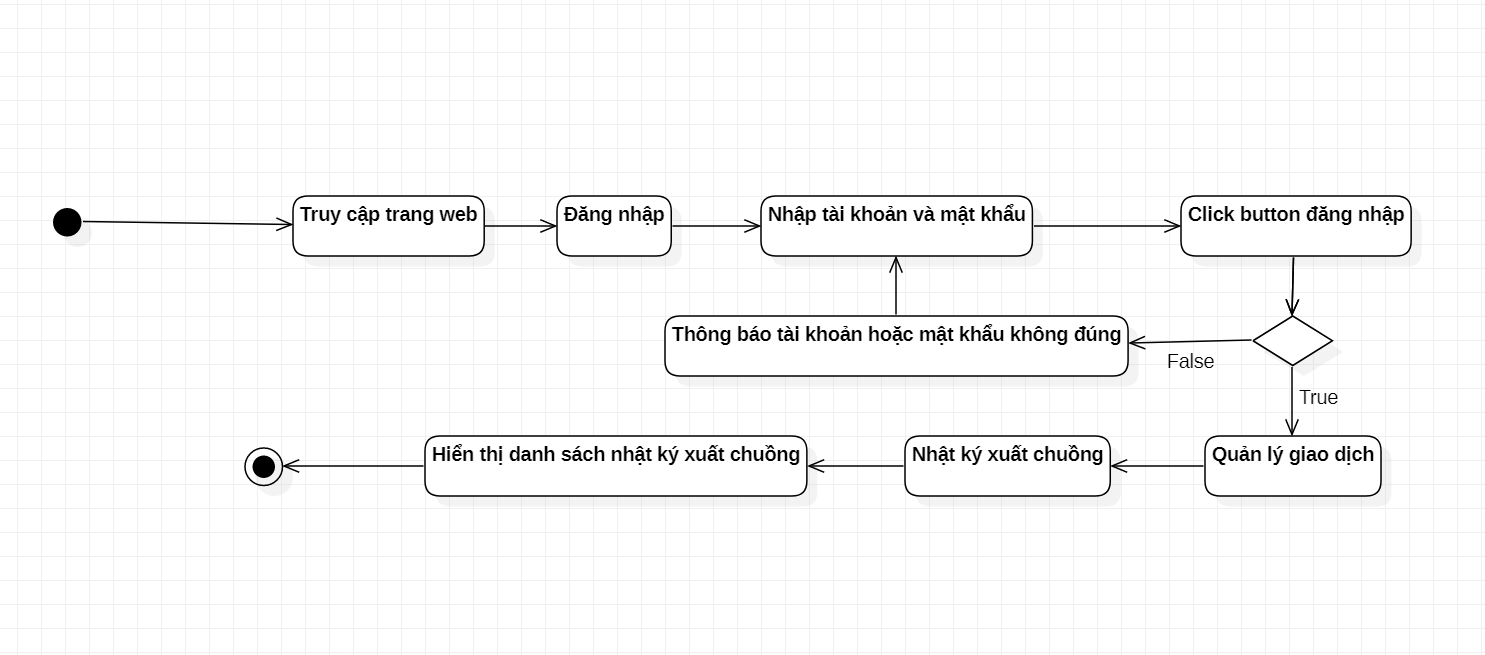 Truy cập trang web
Đăng nhập
Nhập tài khoản và mật khẩu
Click button đăng nhập
Thông báo tài khoản hoặc mật khẩu không đúng
False
True
Hiển thị danh sách nhật ký xuất chuồng
Nhật ký xuất chuồng
Quản lý giao dịch